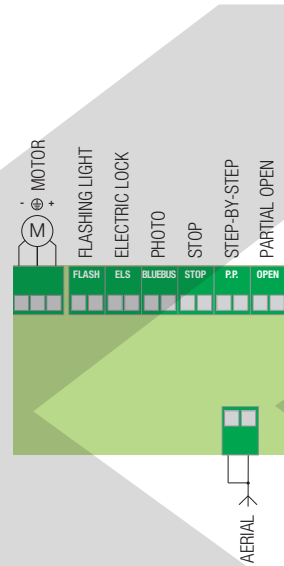 MOTOR
- +
M
FLASHING LIGHT
ELECTRIC LOCK
PHOTO
STOP
STEP-BY-STEP
PARTIAL OPEN
FLASH
ELS
BLUEBUS
STOP
P.P.
OPEN
AERIAL